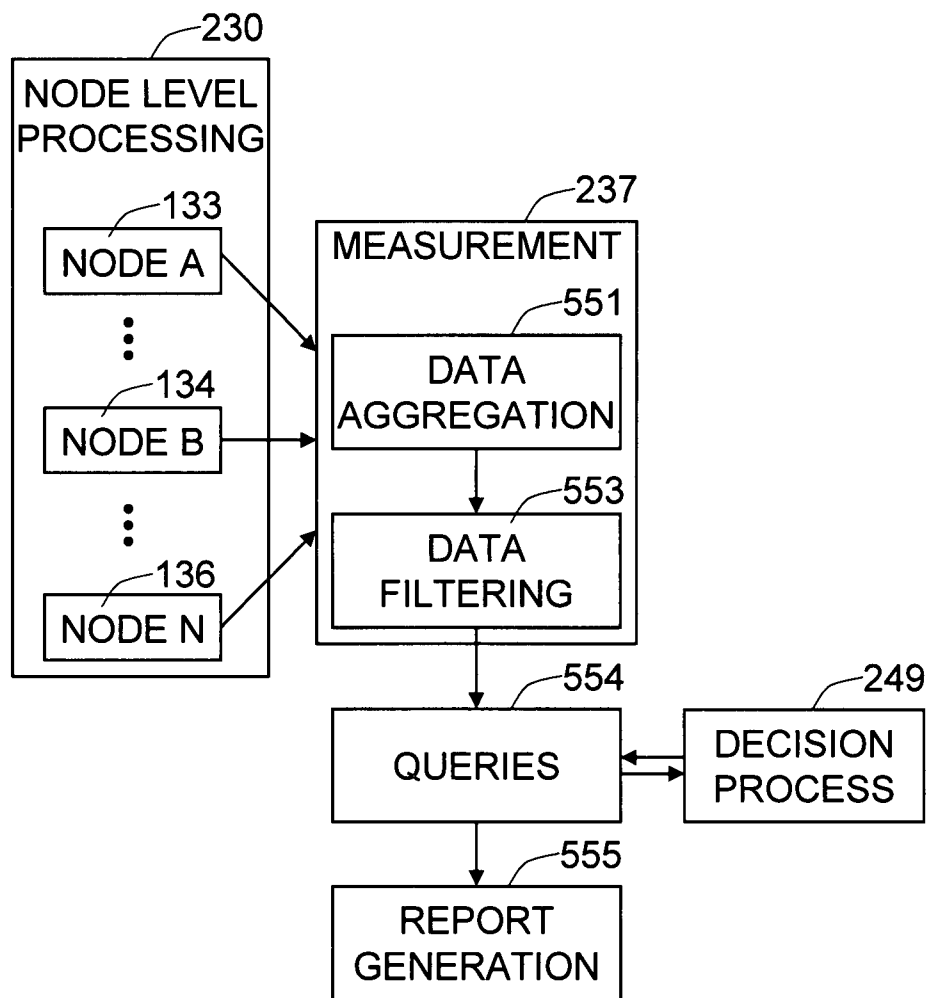 230
NODE LEVEL
PROCESSING
133
NODE A
134
NODE B
136
NODE N
237
MEASUREMENT
551
DATA
AGGREGATION
553
DATA
FILTERING
554
QUERIES
249
DECISION
PROCESS
555
REPORT
GENERATION